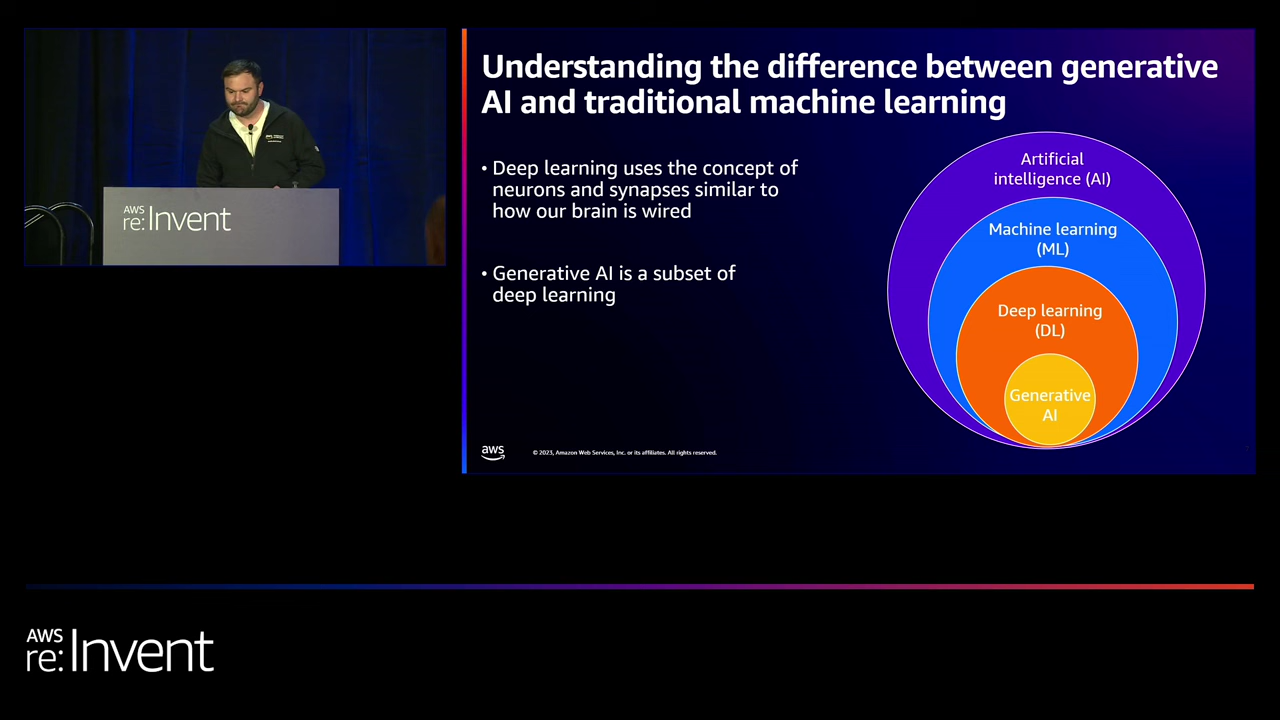 AWS
re:Invent
Understanding the difference between generative
AI and traditional machine learning
• Deep learning uses the concept of
neurons and synapses similar to
how our brain is wired
• Generative AI is a subset of
deep learning
Artificial
intelligence (AI)
Machine learning
(ML)
Deep learning
(DL)
Generative
AI
aws
© 2023, Amazon Web Services, Inc. or its affiliates. All rights reserved.
AWS
re:Invent